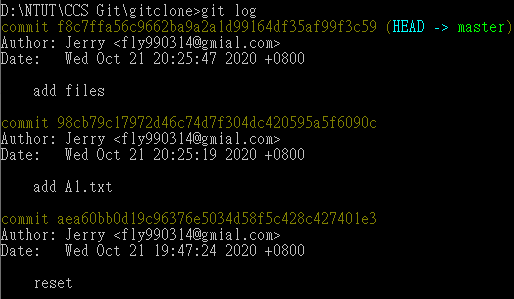 D:\NTUT\CCS Git\gitclone>git log
commit f8c7ffa56c9662ba9a2a1d99164df35af99f3c59 (HEAD -> master)
Author: Jerry <fly990314@gmial.com>
Date:   Wed Oct 21 20:25:47 2020 +0800
add files
commit 98cb79c17972d46c74d7f304dc420595a5f6090c
Author: Jerry <fly990314@gmial.com>
Date:   Wed Oct 21 20:25:19 2020 +0800
add A1.txt
commit aea60bb0d19c96376e5034d58f5c428c427401e3
Author: Jerry <fly990314@gmial.com>
Date:   Wed Oct 21 19:47:24 2020 +0800
reset